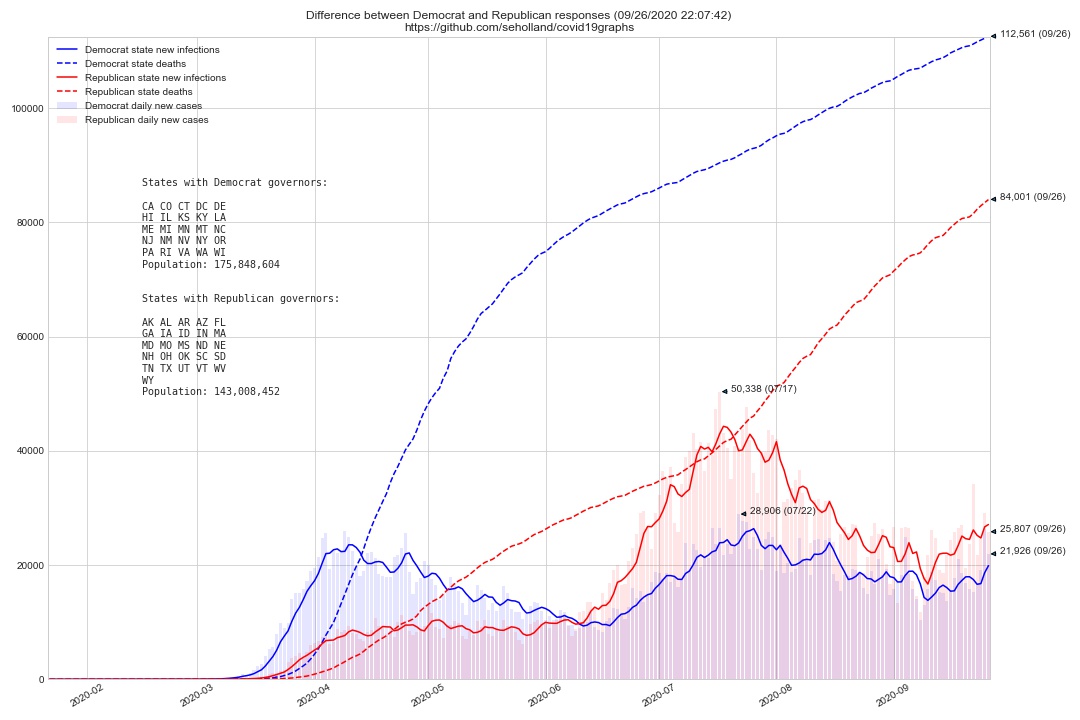 Difference between Democrat and Republican responses (09/26/2020 22:07:42)
https://github.com/seholland/covid19graphs
Democrat state new infections
Democrat state deaths
Republican state new infections
Republican state deaths
Democrat daily new cases
Republican daily new cases
States with Democrat governors:
CA CO CT DC DE
HI IL KS KY LA
ME MI MN MT NC
NJ NM NV NY OR
PA RI VA WA WI
Population: 175,848,604
States with Republican governors:
AK AL AR AZ FL
GA IA ID IN MA
MD MO MS ND NE
NH OH OK SC SD
TN TX UT VT WV
WY
Population: 143,008,452
112,561 (09/26)
84,001 (09/26)
50,338 (07/17)
28,906 (07/22)
25,807 (09/26)
21,926 (09/26)
100000
80000
60000
40000
20000
0
2020-02
2020-03
2020-04
2020-05
2020-06
2020-07
2020-08
2020-09